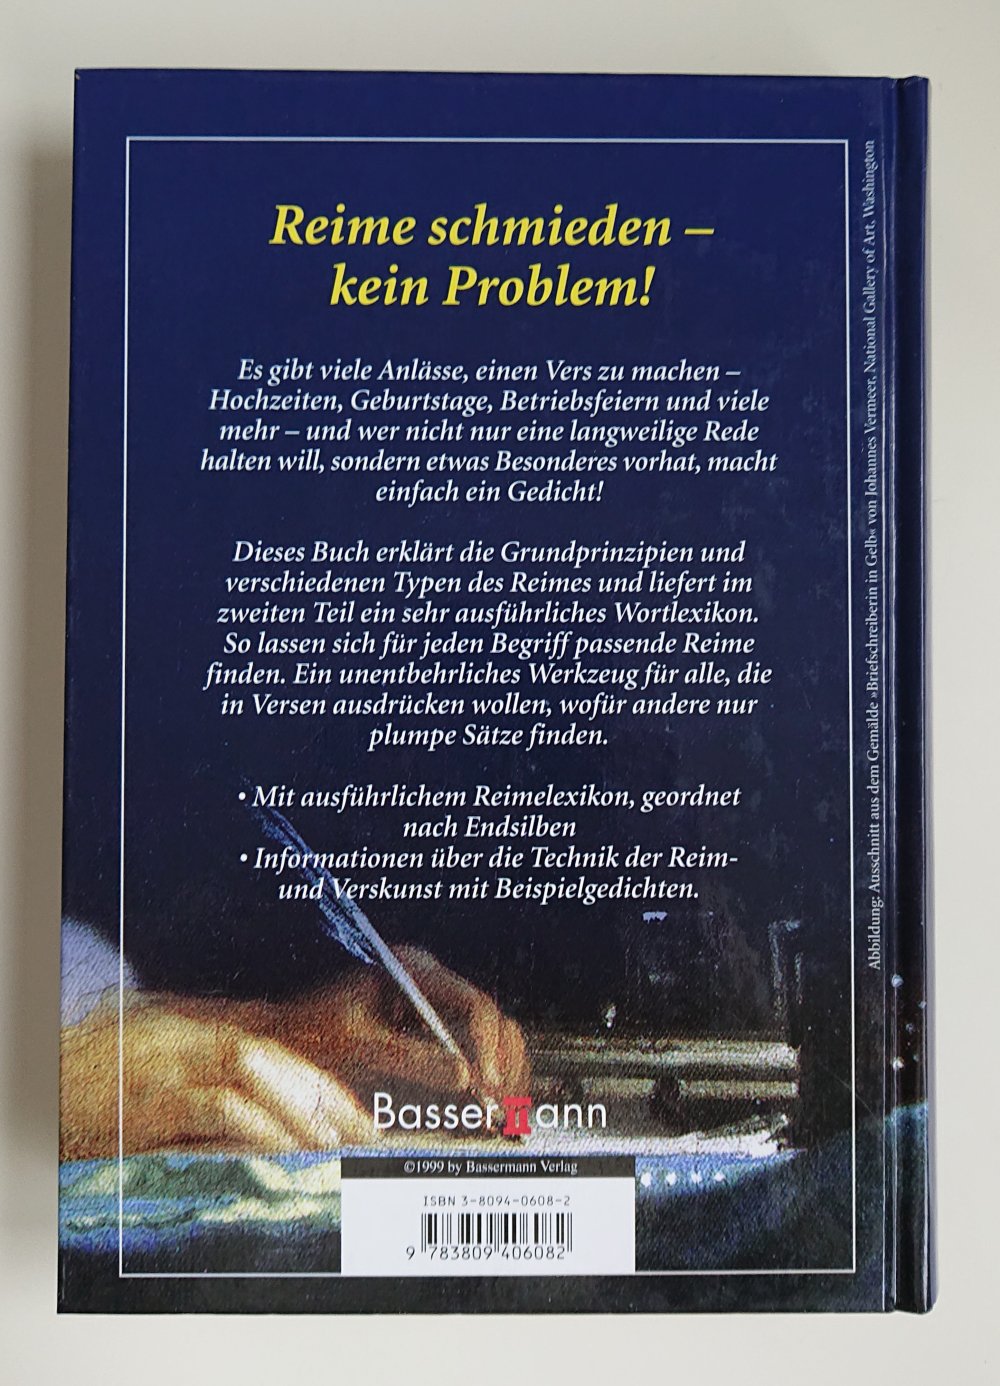 Reime schmieden –
kein Problem!
Es gibt viele Anlässe, einen Vers zu machen –
Hochzeiten, Geburtstage, Betriebsfeiern und viele
mehr – und wer nicht nur eine langweilige Rede
halten will, sondern etwas Besonderes vorhat, macht
einfach ein Gedicht!
Dieses Buch erklärt die Grundprinzipien und
verschiedenen Typen des Reimes und liefert im
zweiten Teil ein sehr ausführliches Wortlexikon.
So lassen sich für jeden Begriff passende Reime
finden. Ein unentbehrliches Werkzeug für alle, die
in Versen ausdrücken wollen, wofür andere nur
plumpe Sätze finden.
• Mit ausführlichem Reimelexikon, geordnet
nach Endsilben
• Informationen über die Technik der Reim-
und Verskunst mit Beispielgedichten.
Bassermann
©1999 by Bassermann Verlag
ISBN 3-8094-0608-2
9 783809 406082
Abbildung: Ausschnitt aus dem Gemälde »Briefschreiberin in Gelb« von Johannes Vermeer, National Gallery of Art, Washington